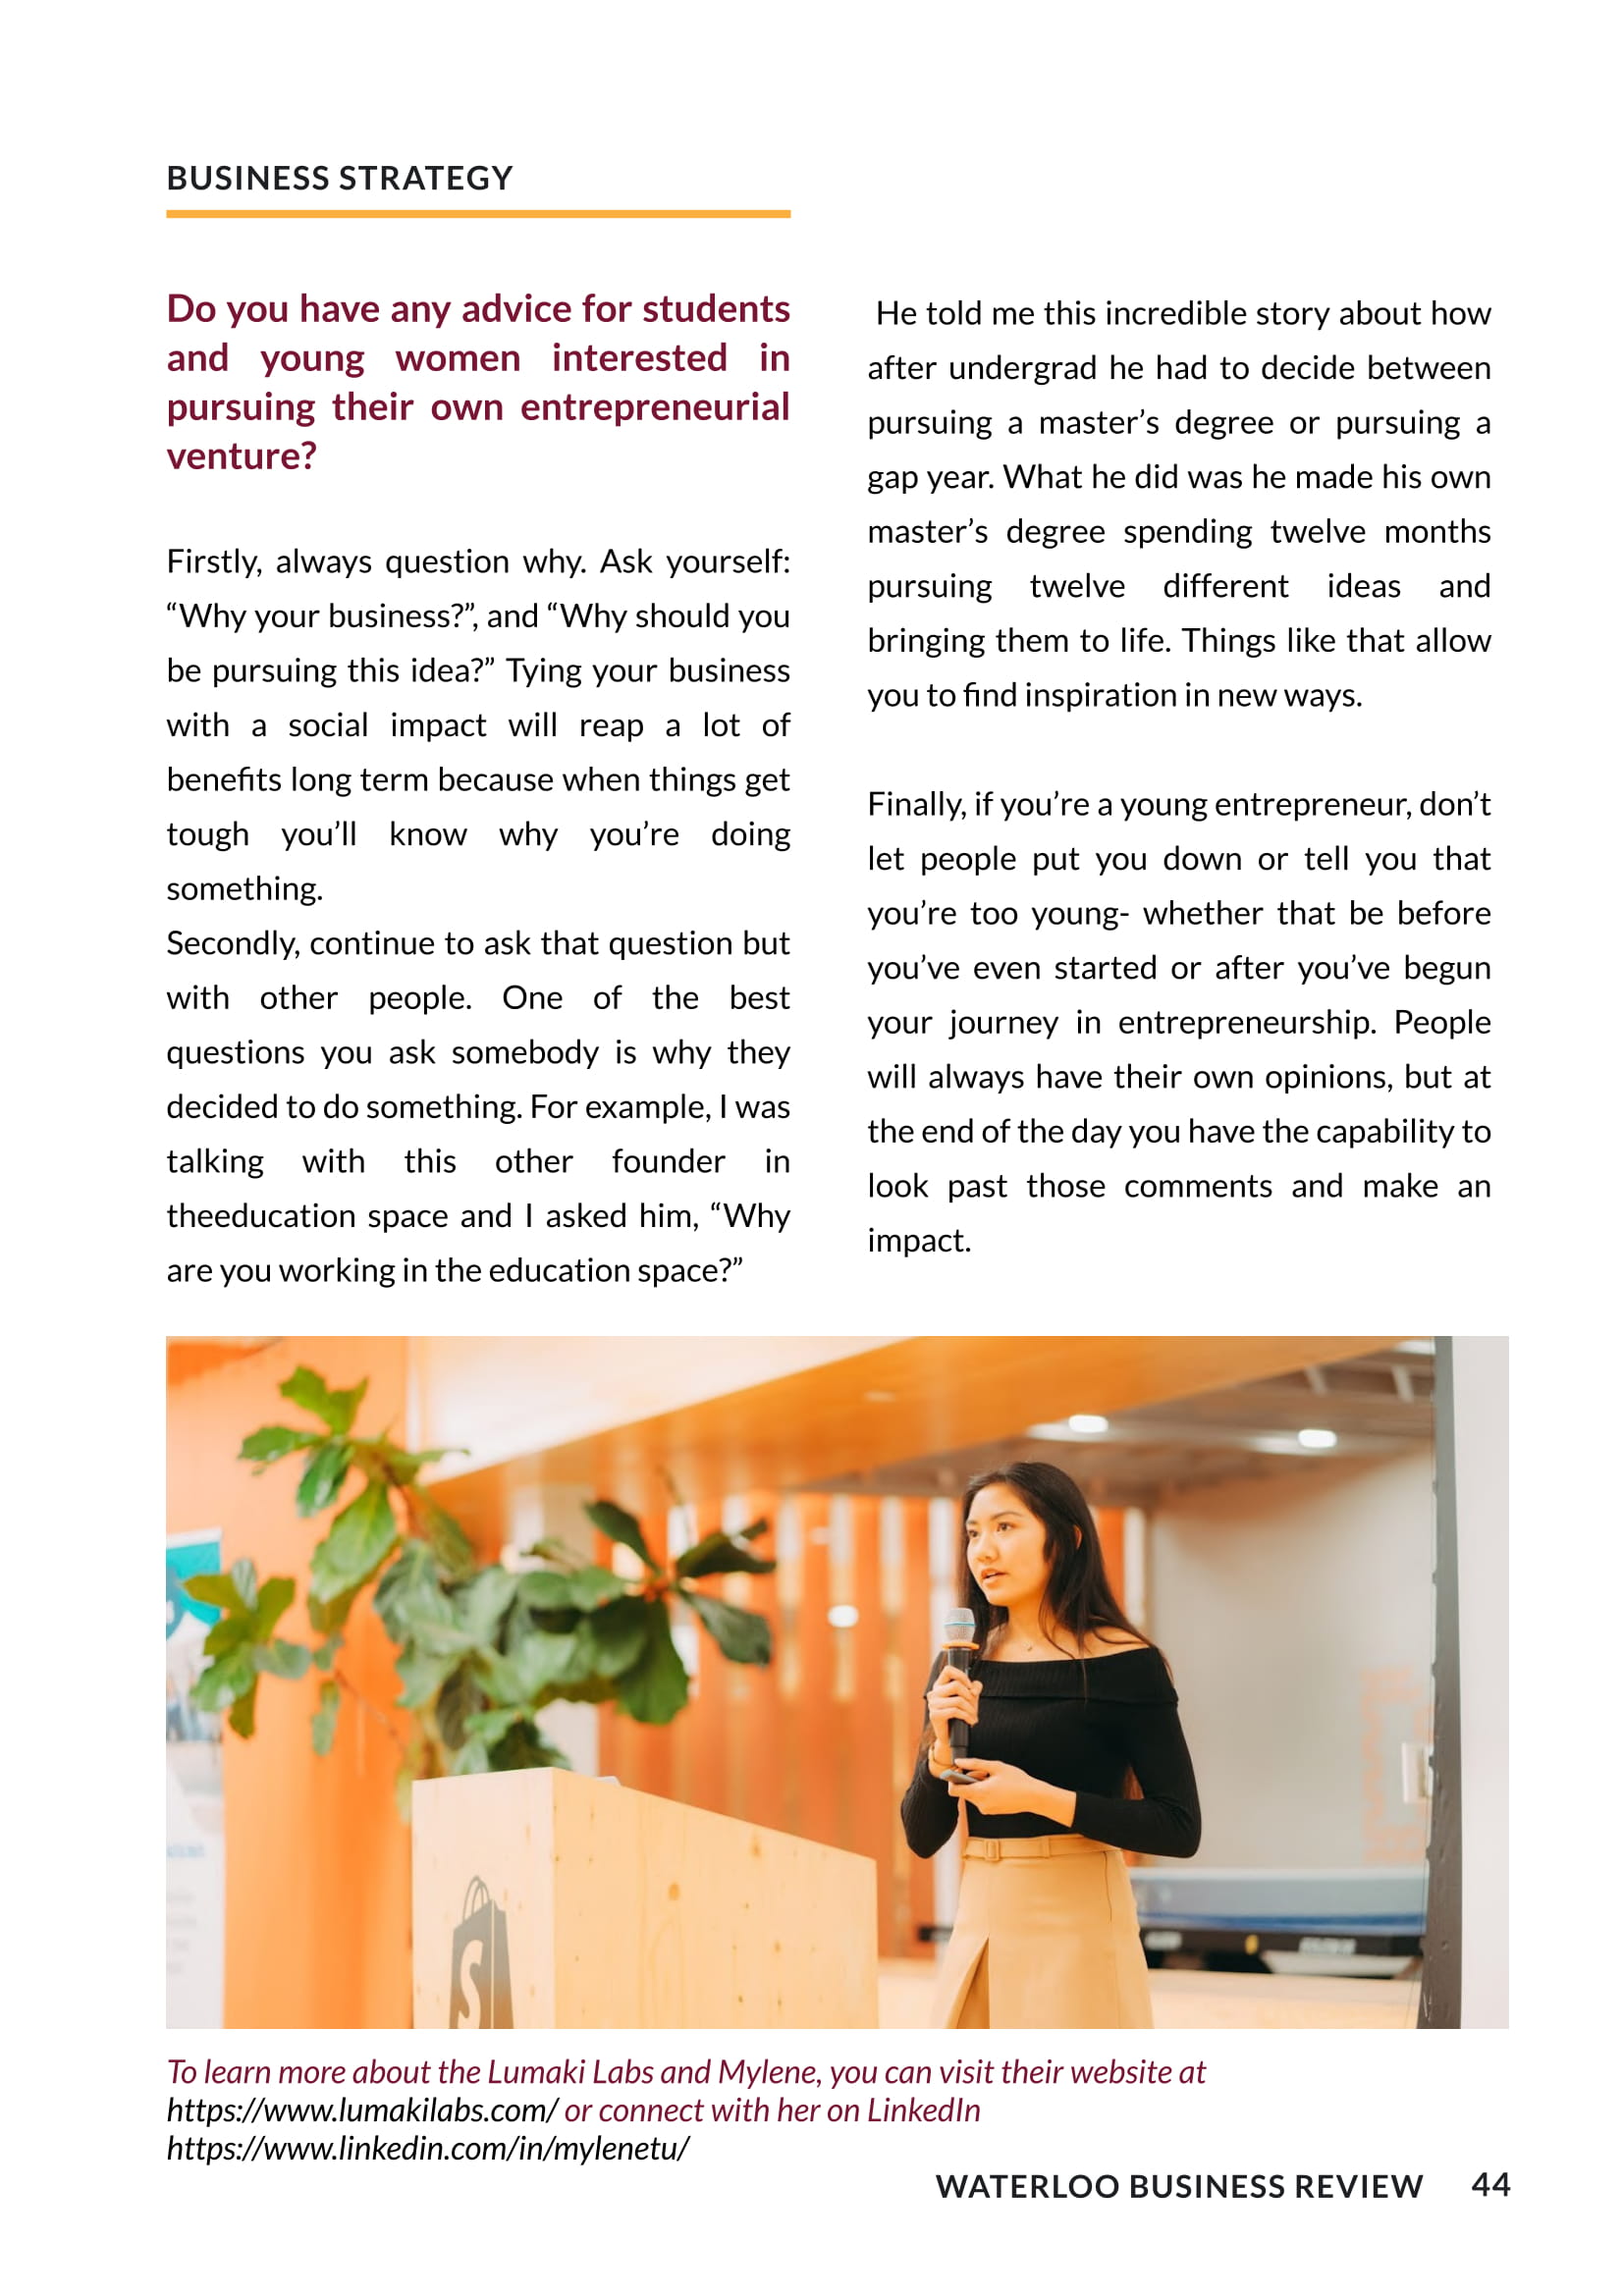 BUSINESS STRATEGY
Do you have any advice for students
and young women interested in
pursuing their own entrepreneurial
venture?
Firstly, always question why. Ask yourself:
“Why your business?”, and “Why should you
be pursuing this idea?” Tying your business
with a social impact will reap a lot of
benefits long term because when things get
tough you’ll know why you’re doing
something.
Secondly, continue to ask that question but
with other people. One of the best
questions you ask somebody is why they
decided to do something. For example, I was
talking with this other founder in
theeducation space and I asked him, “Why
are you working in the education space?”
He told me this incredible story about how
after undergrad he had to decide between
pursuing a master’s degree or pursuing a
gap year. What he did was he made his own
master’s degree spending twelve months
pursuing twelve different ideas and
bringing them to life. Things like that allow
you to find inspiration in new ways.
Finally, if you’re a young entrepreneur, don’t
let people put you down or tell you that
you’re too young- whether that be before
you’ve even started or after you’ve begun
your journey in entrepreneurship. People
will always have their own opinions, but at
the end of the day you have the capability to
look past those comments and make an
impact.
S
To learn more about the Lumaki Labs and Mylene, you can visit their website at
https://www.lumakilabs.com/ or connect with her on LinkedIn
https://www.linkedin.com/in/mylenetu/
WATERLOO BUSINESS REVIEW 44